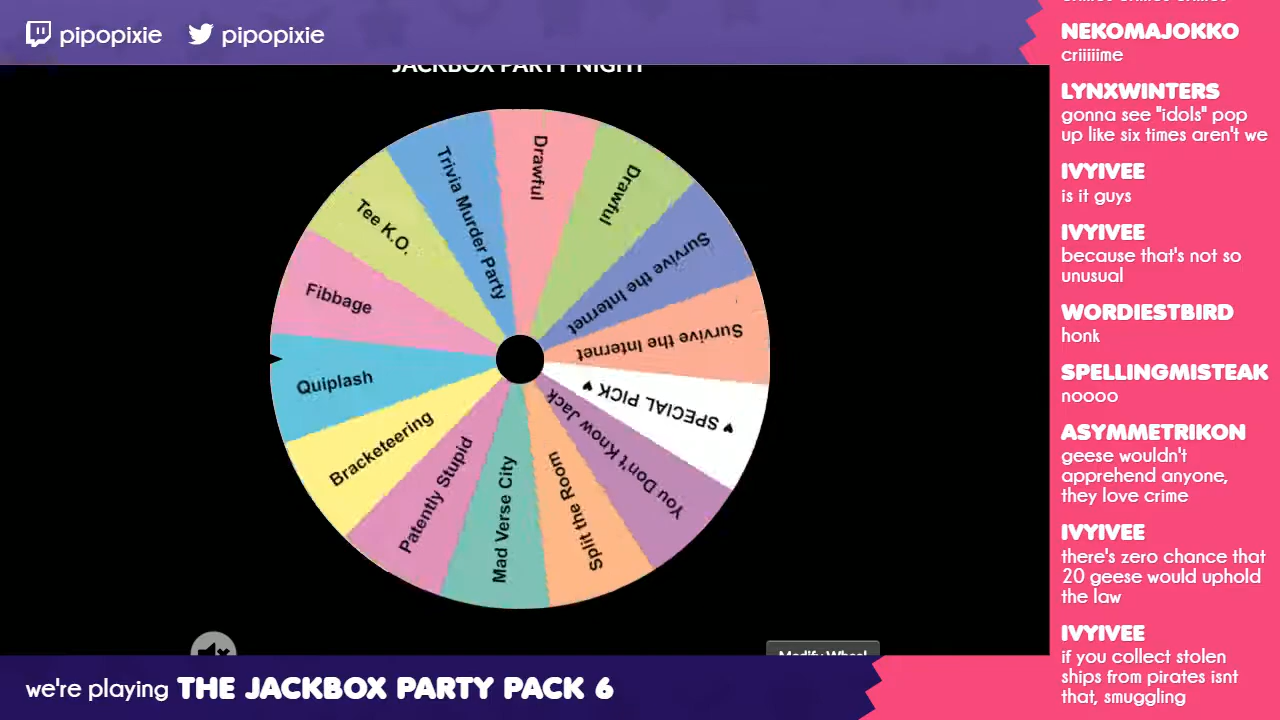 pipopixie pipopixie
JACKBOX PARTY NIGHT
Drawful
Drawful
Survive the Internet
Survive the Internet
♥ SPECIAL PICK ♥
You Don't Know Jack
Split the Room
Mad Verse City
Patently Stupid
Bracketeering
Quiplash
Fibbage
Tee K.O.
Trivia Murder Party
Modify Wheel
we're playing THE JACKBOX PARTY PACK 6
NEKOMAJOKKO
criiiime
LYNXWINTERS
gonna see "idols" pop
up like six times aren't we
IVYIVEE
is it guys
IVYIVEE
because that's not so
unusual
WORDIESTBIRD
honk
SPELLINGMISTEAK
noooo
ASYMMETRIKON
geese wouldn't
apprehend anyone,
they love crime
IVYIVEE
there's zero chance that
20 geese would uphold
the law
IVYIVEE
if you collect stolen
ships from pirates isnt
that, smuggling